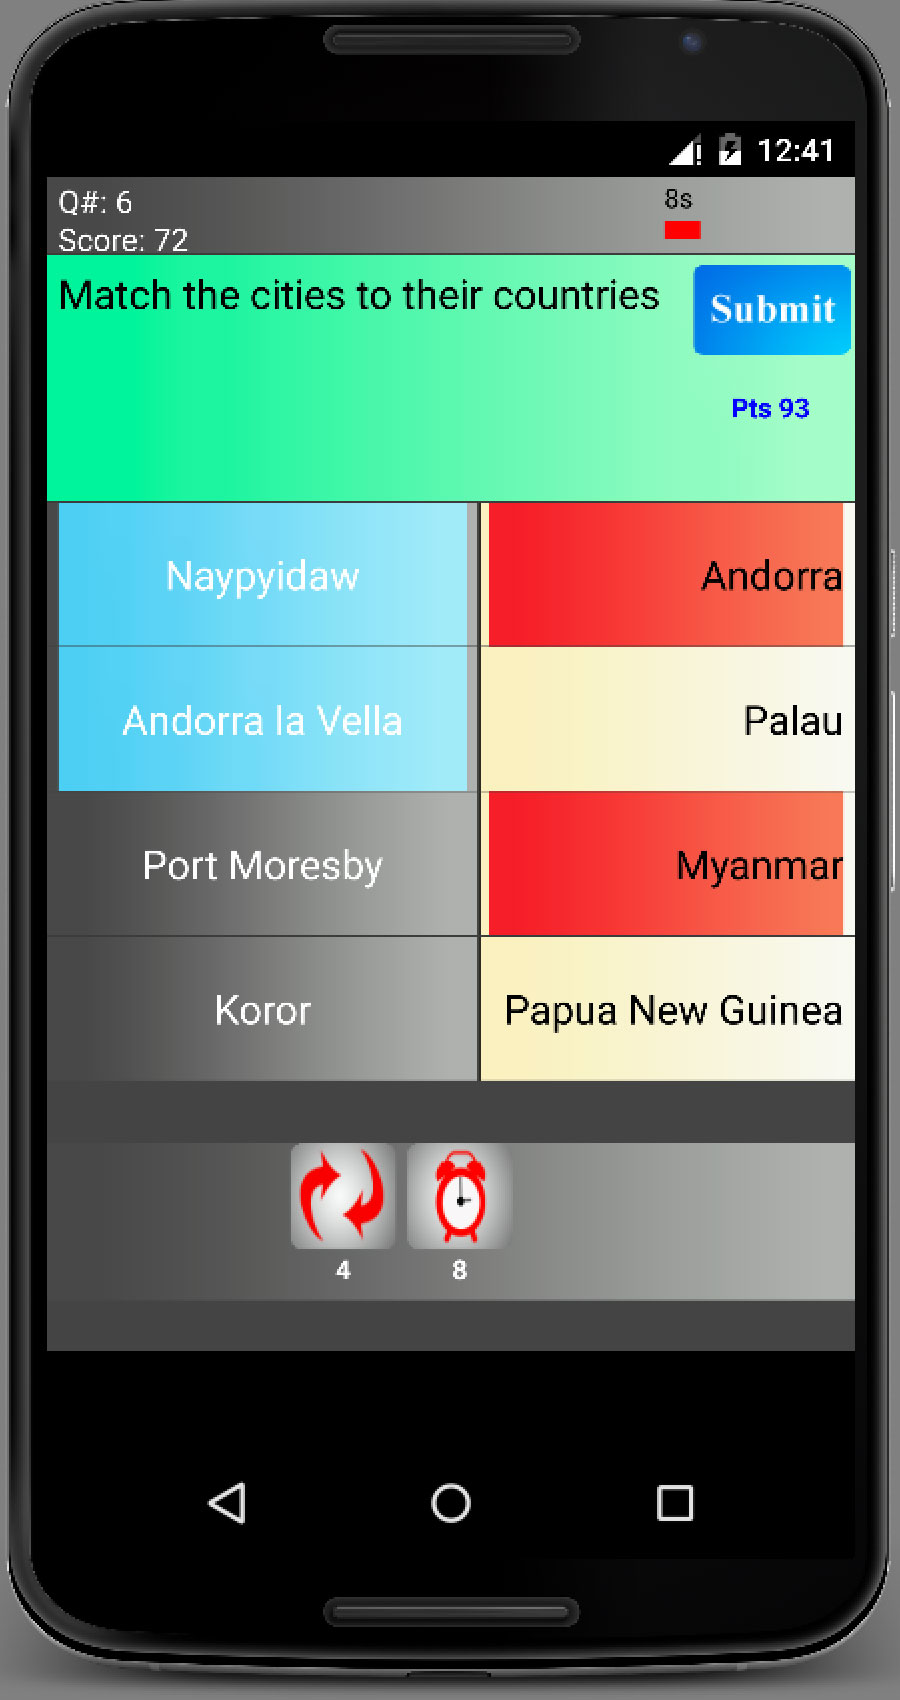 12:41
Q#: 6
8s
Score: 72
Match the cities to their countries
Submit
Pts 93
Naypyidaw
Andorra
Andorra la Vella
Palau
Port Moresby
Myanmar
Koror
Papua New Guinea
4
8